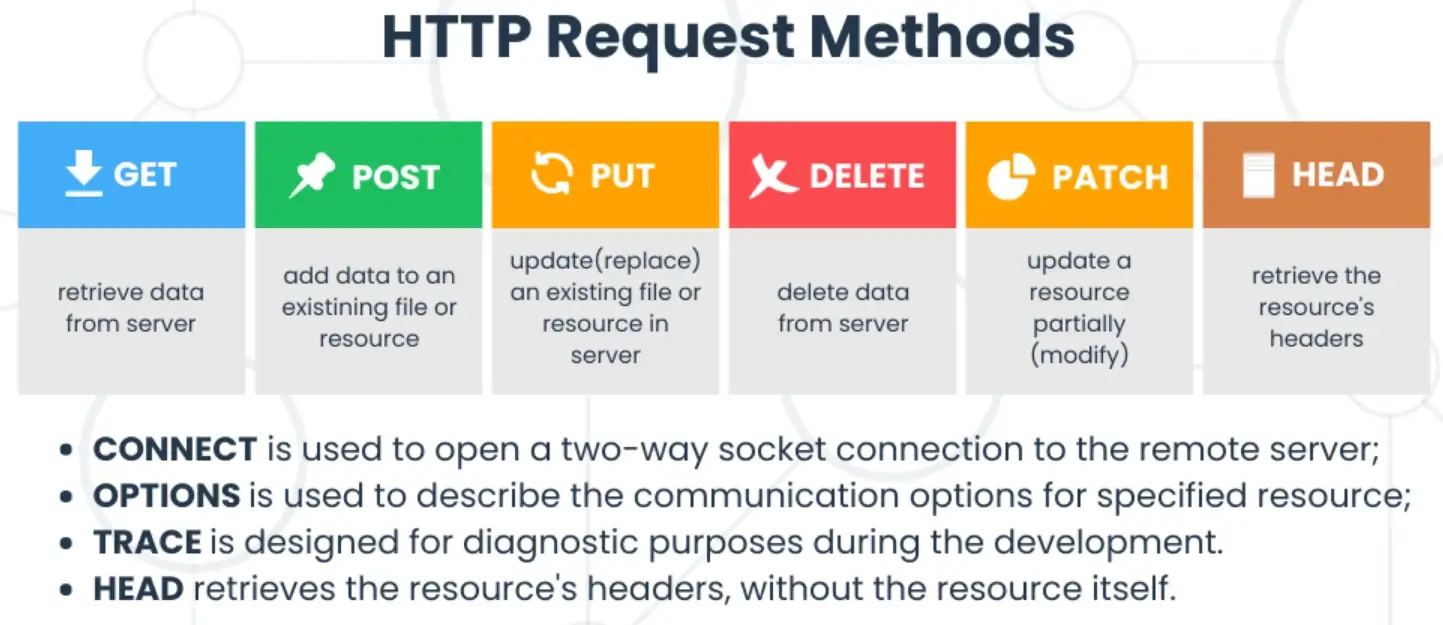 HTTP Request Methods
GET
retrieve data
from server
POST
add data to an
existining file or
resource
PUT
update(replace)
an existing file or
resource in
server
DELETE
delete data
from server
PATCH
update a
resource
partially
(modify)
HEAD
retrieve the
resource's
headers
• CONNECT is used to open a two-way socket connection to the remote server;
• OPTIONS is used to describe the communication options for specified resource;
• TRACE is designed for diagnostic purposes during the development.
• HEAD retrieves the resource's headers, without the resource itself.